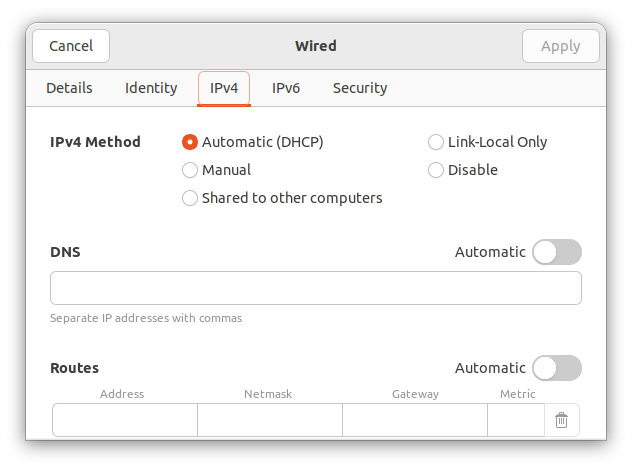 Cancel Wired Apply
Details Identity IPv4 IPv6 Security
IPv4 Method Automatic (DHCP) Link-Local Only
Manual Disable
Shared to other computers
DNS Automatic
Separate IP addresses with commas
Routes Automatic
Address Netmask Gateway Metric